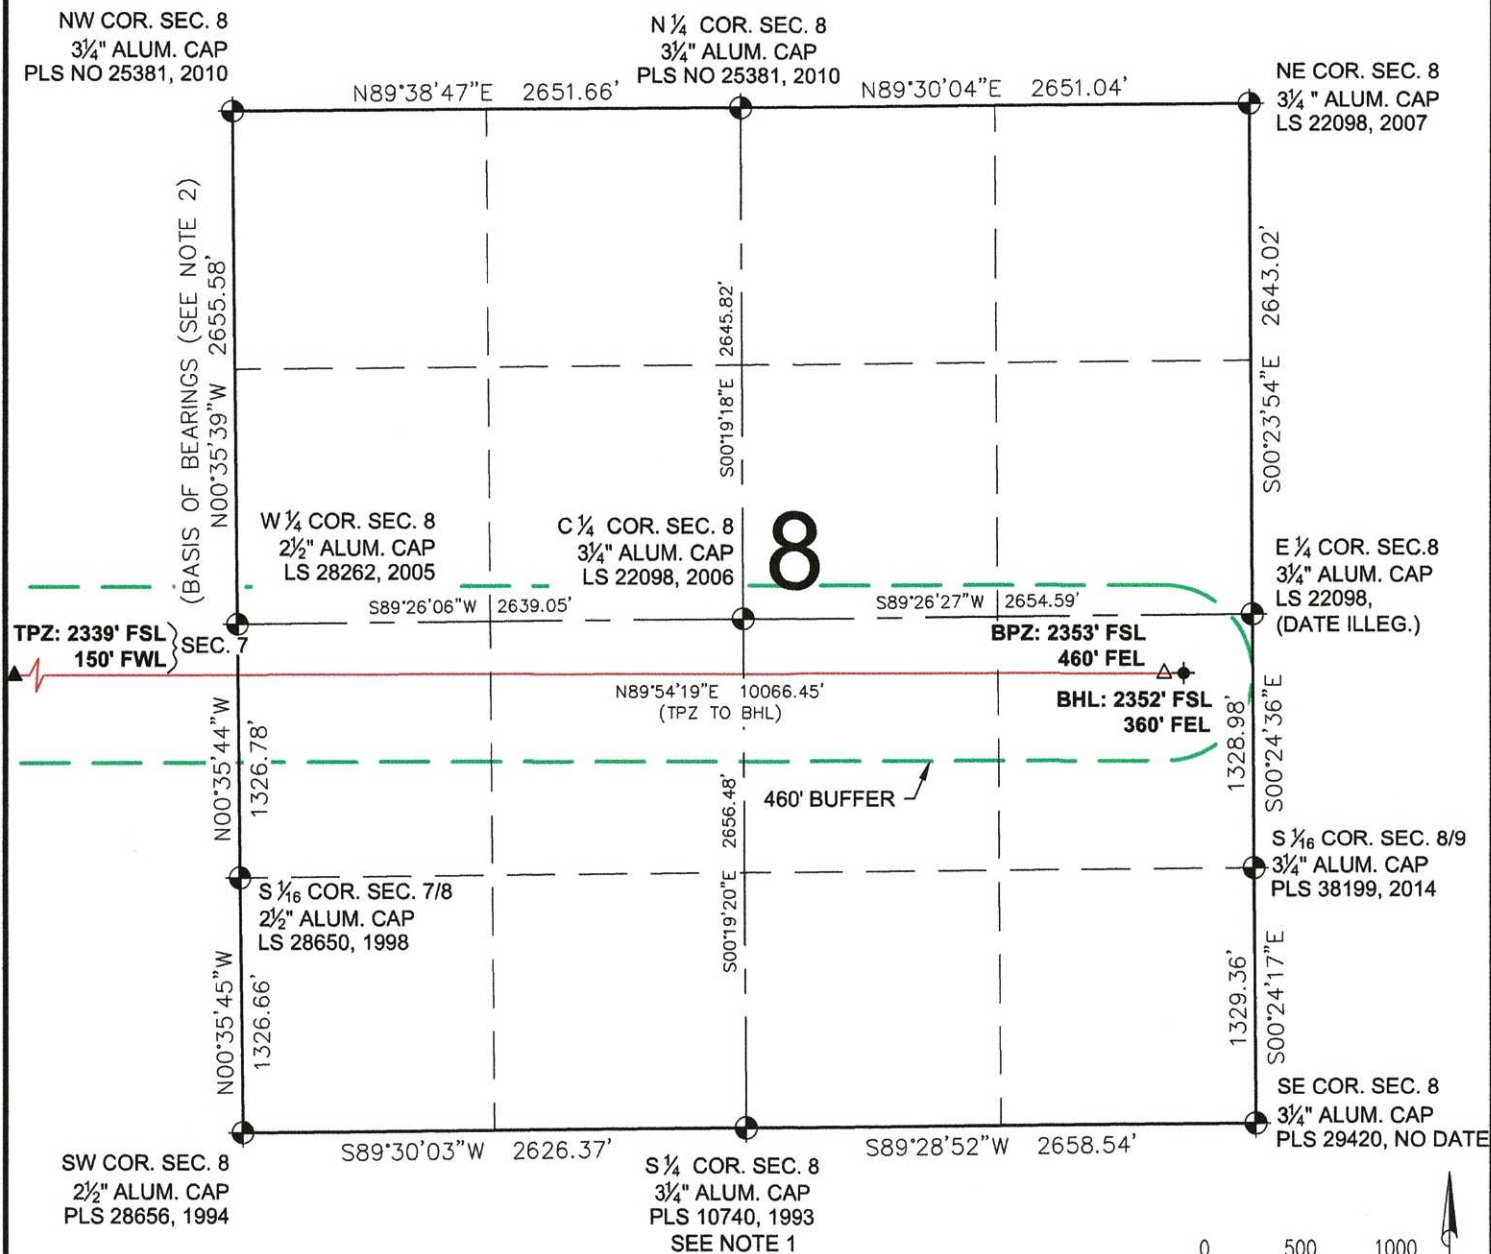 NW COR. SEC. 8
3¼" ALUM. CAP
PLS NO 25381, 2010
N ¼ COR. SEC. 8
3¼" ALUM. CAP
PLS NO 25381, 2010
NE COR. SEC. 8
3¼" ALUM. CAP
LS 22098, 2007
N89°38'47"E 2651.66'
N89°30'04"E 2651.04'
(BASIS OF BEARINGS (SEE NOTE 2)
N00°35'39"W 2655.58'
S00°19'18"E 2645.82'
S00°23'54"E 2643.02'
W ¼ COR. SEC. 8
2½" ALUM. CAP
LS 28262, 2005
C ¼ COR. SEC. 8
3¼" ALUM. CAP
LS 22098, 2006
8
E ¼ COR. SEC.8
3¼" ALUM. CAP
LS 22098,
(DATE ILLEG.)
S89°26'06"W 2639.05'
S89°26'27"W 2654.59'
TPZ: 2339' FSL
150' FWL
SEC. 7
BPZ: 2353' FSL
460' FEL
N89°54'19"E 10066.45'
(TPZ TO BHL)
BHL: 2352' FSL
360' FEL
N00°35'44"W
1326.78'
S00°19'20"E 2656.48'
1328.98'
S00°24'36"E
460' BUFFER
S 1⁄16 COR. SEC. 7/8
2½" ALUM. CAP
LS 28650, 1998
S 1⁄16 COR. SEC. 8/9
3¼" ALUM. CAP
PLS 38199, 2014
N00°35'45"W
1326.66'
1329.36'
S00°24'17"E
SW COR. SEC. 8
2½" ALUM. CAP
PLS 28656, 1994
S89°30'03"W 2626.37'
S ¼ COR. SEC. 8
3¼" ALUM. CAP
PLS 10740, 1993
SEE NOTE 1
S89°28'52"W 2658.54'
SE COR. SEC. 8
3¼" ALUM. CAP
PLS 29420, NO DATE
0 500 1000